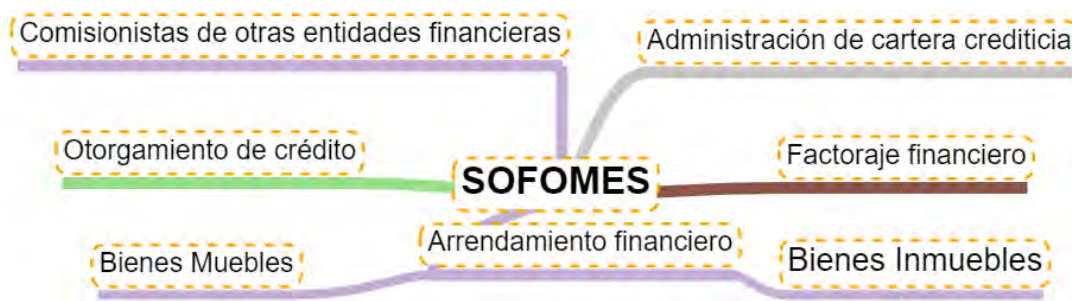 Comisionistas de otras entidades financieras
Administración de cartera crediticia
Otorgamiento de crédito
SOFOMES
Factoraje financiero
Bienes Muebles
Arrendamiento financiero
Bienes Inmuebles